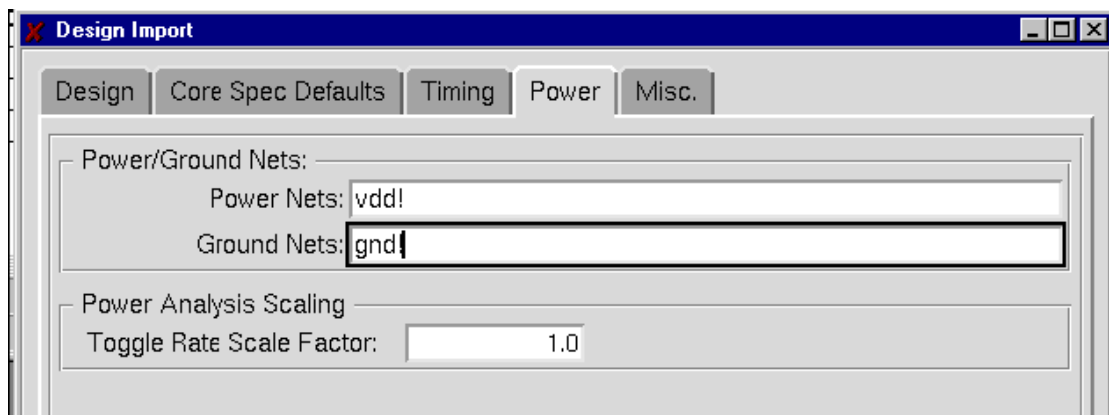 Design Import
Design Core Spec Defaults Timing Power Misc.
Power/Ground Nets:
Power Nets: vdd!
Ground Nets: gnd!
Power Analysis Scaling
Toggle Rate Scale Factor: 1.0